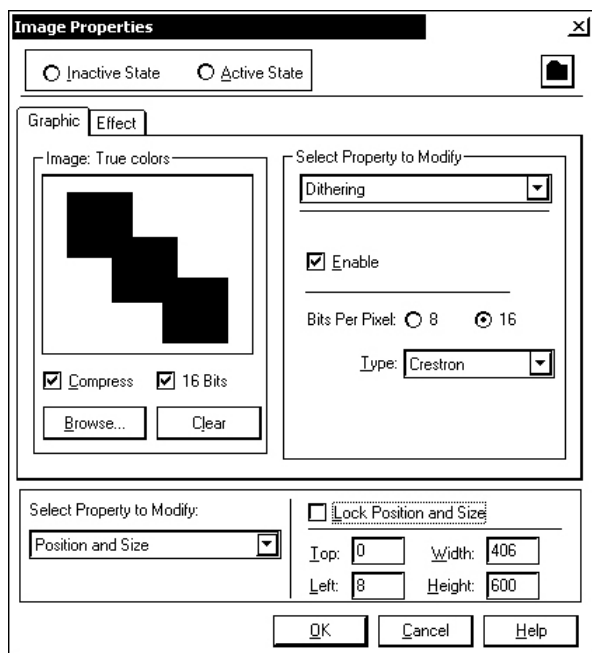 Image Properties
Inactive State Active State
Graphic Effect
Image: True colors
Compress 16 Bits
Browse... Clear
Select Property to Modify
Dithering
Enable
Bits Per Pixel: 8 16
Type: Crestron
Select Property to Modify:
Position and Size
Lock Position and Size
Top: 0 Width: 406
Left: 8 Height: 600
OK Cancel Help